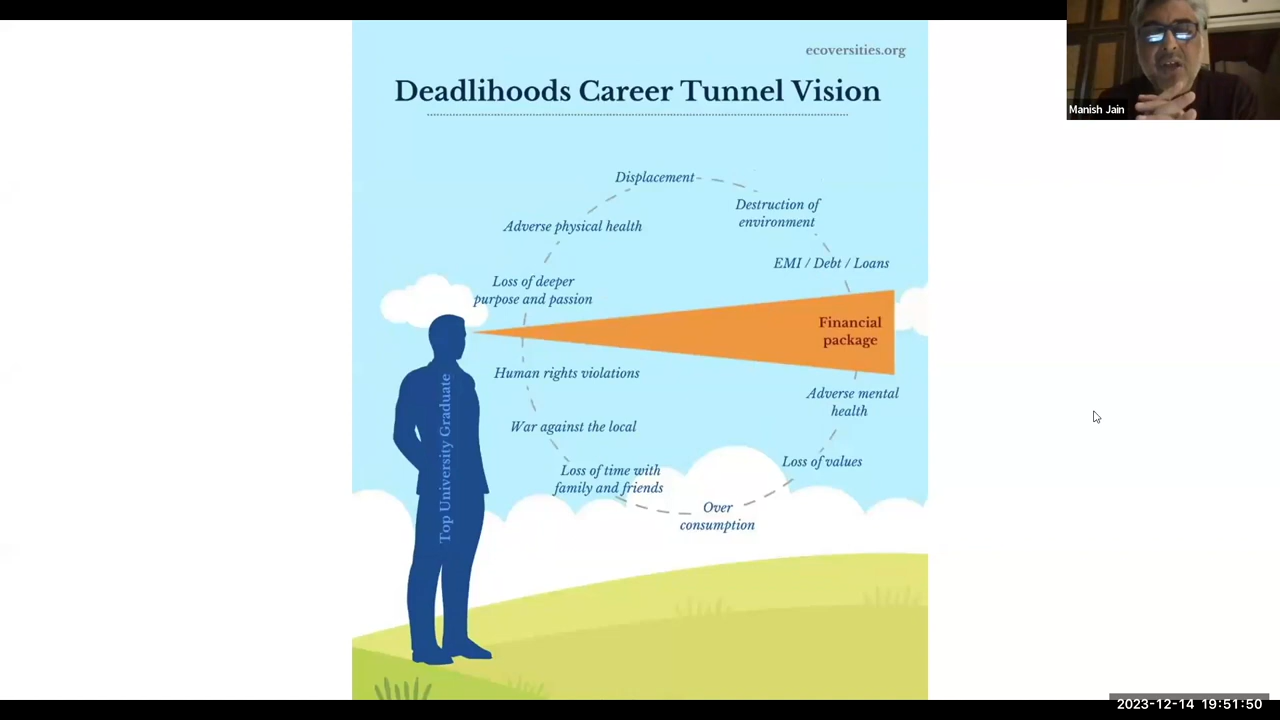 ecoversities.org
Deadlihoods Career Tunnel Vision
Manish Jain
Displacement
Destruction of
environment
Adverse physical health
EMI / Debt / Loans
Loss of deeper
purpose and passion
Financial
package
Human rights violations
Adverse mental
health
War against the local
Loss of values
Loss of time with
family and friends
Over
consumption
Top University Graduate
2023-12-14 19:51:50